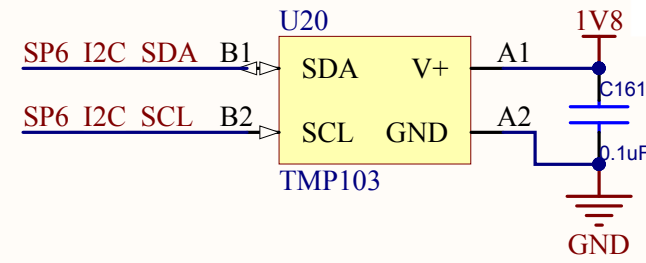 U20
1V8
SP6 I2C SDA B1 SDA V+ A1
C161
SP6 I2C SCL B2 SCL GND A2
0.1uF
TMP103
GND